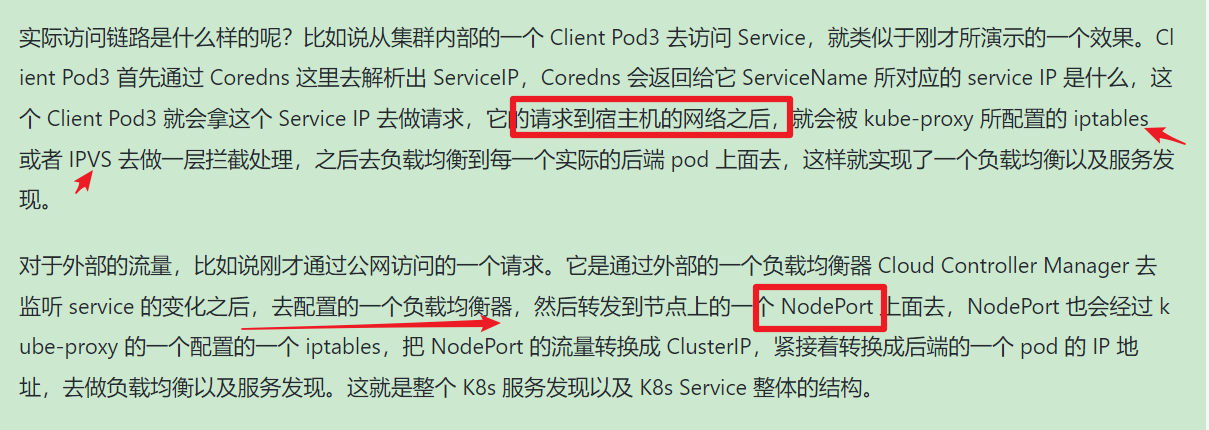 实际访问链路是什么样的呢？比如说从集群内部的一个 Client Pod3 去访问 Service，就类似于刚才所演示的一个效果。Cl
ient Pod3 首先通过 Coredns 这里去解析出 ServiceIP，Coredns 会返回给它 ServiceName 所对应的 service IP 是什么，这
个 Client Pod3 就会拿这个 Service IP 去做请求，它的请求到宿主机的网络之后，就会被 kube-proxy 所配置的 iptables
或者 IPVS 去做一层拦截处理，之后去负载均衡到每一个实际的后端 pod 上面去，这样就实现了一个负载均衡以及服务发
现。
对于外部的流量，比如说刚才通过公网访问的一个请求。它是通过外部的一个负载均衡器 Cloud Controller Manager 去
监听 service 的变化之后，去配置的一个负载均衡器，然后转发到节点上的一个 NodePort 上面去，NodePort 也会经过 k
ube-proxy 的一个配置的一个 iptables，把 NodePort 的流量转换成 ClusterIP，紧接着转换成后端的一个 pod 的 IP 地
址，去做负载均衡以及服务发现。这就是整个 K8s 服务发现以及 K8s Service 整体的结构。